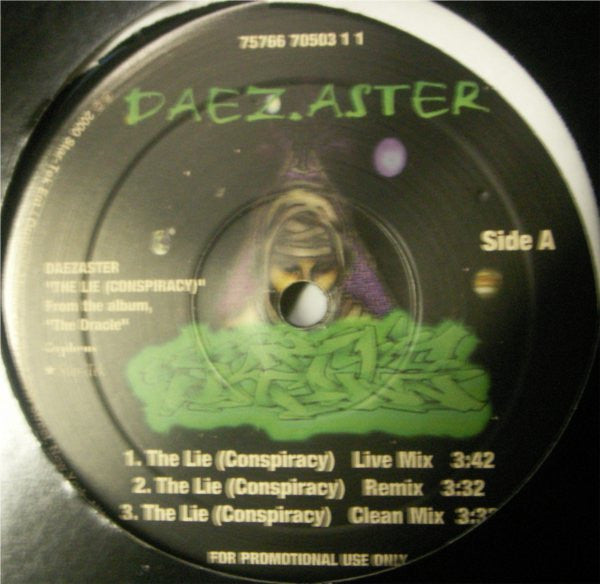 75766 70503 1 1
DAEZ.ASTER
Side A
DAEZASTER
"THE LIE (CONSPIRACY)"
From the album,
"The Oracle"
1. The Lie (Conspiracy) Live Mix 3:42
2. The Lie (Conspiracy) Remix 3:32
3. The Lie (Conspiracy) Clean Mix
FOR PROMOTIONAL USE ONLY